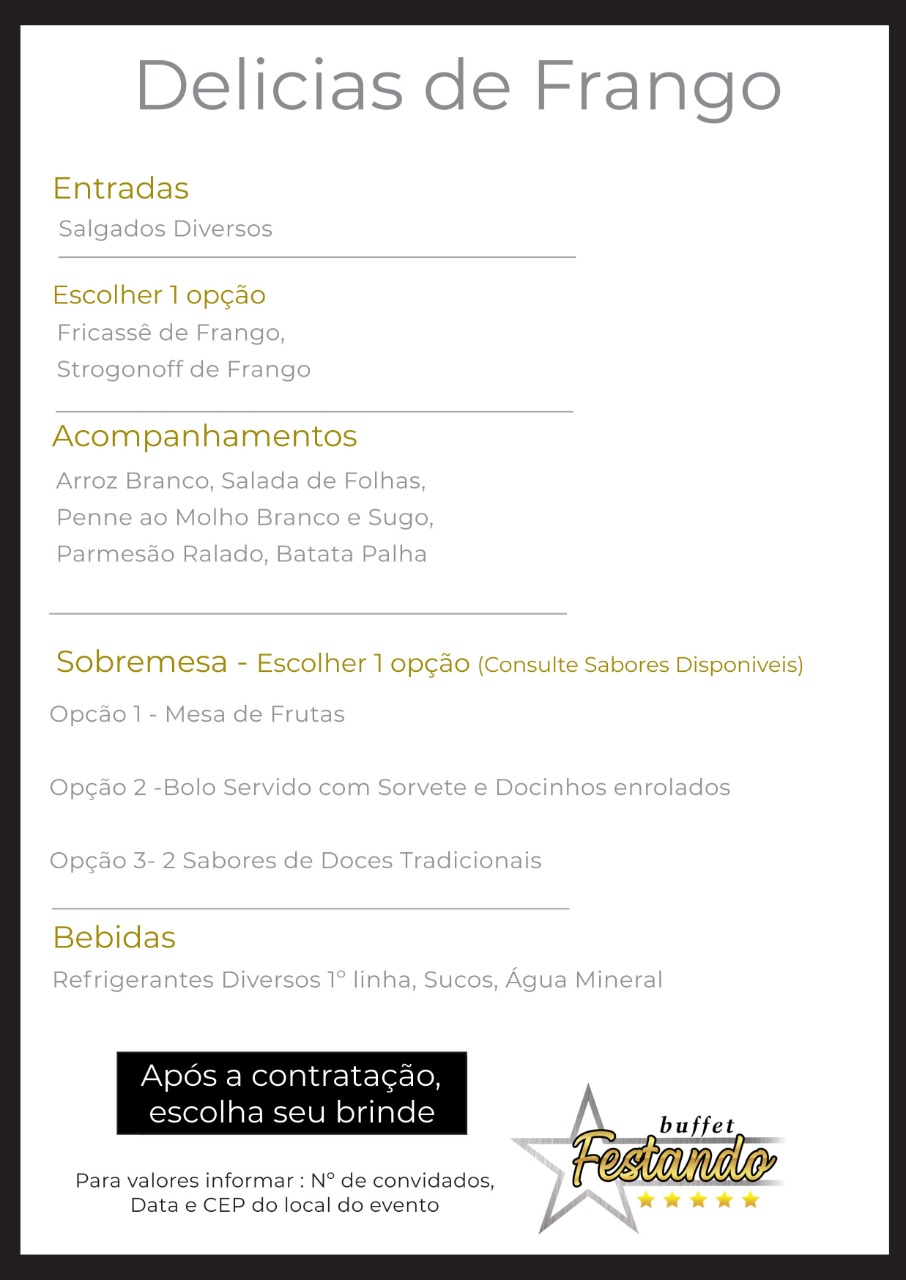 Delicias de Frango
Entradas
Salgados Diversos
Escolher 1 opção
Fricassê de Frango,
Strogonoff de Frango
Acompanhamentos
Arroz Branco, Salada de Folhas,
Penne ao Molho Branco e Sugo,
Parmesão Ralado, Batata Palha
Sobremesa - Escolher 1 opção (Consulte Sabores Disponiveis)
Opcão 1 - Mesa de Frutas
Opção 2 -Bolo Servido com Sorvete e Docinhos enrolados
Opção 3- 2 Sabores de Doces Tradicionais
Bebidas
Refrigerantes Diversos 1º linha, Sucos, Água Mineral
Após a contratação,
escolha seu brinde
Para valores informar : Nº de convidados,
Data e CEP do local do evento
buffet
Festando